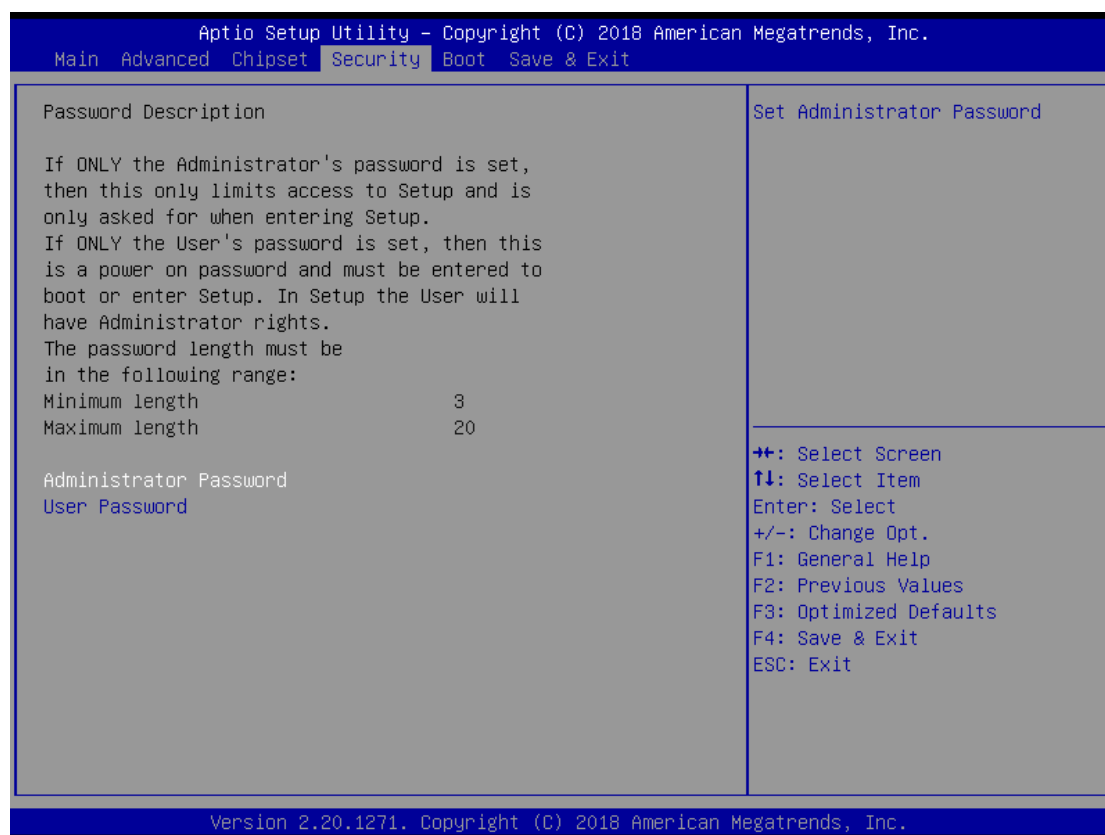 Aptio Setup Utility – Copyright (C) 2018 American Megatrends, Inc.
Main Advanced Chipset Security Boot Save & Exit
Password Description
If ONLY the Administrator's password is set,
then this only limits access to Setup and is
only asked for when entering Setup.
If ONLY the User's password is set, then this
is a power on password and must be entered to
boot or enter Setup. In Setup the User will
have Administrator rights.
The password length must be
in the following range:
Minimum length 3
Maximum length 20
Administrator Password
User Password
Set Administrator Password
→←: Select Screen
↑↓: Select Item
Enter: Select
+/-: Change Opt.
F1: General Help
F2: Previous Values
F3: Optimized Defaults
F4: Save & Exit
ESC: Exit
Version 2.20.1271. Copyright (C) 2018 American Megatrends, Inc.